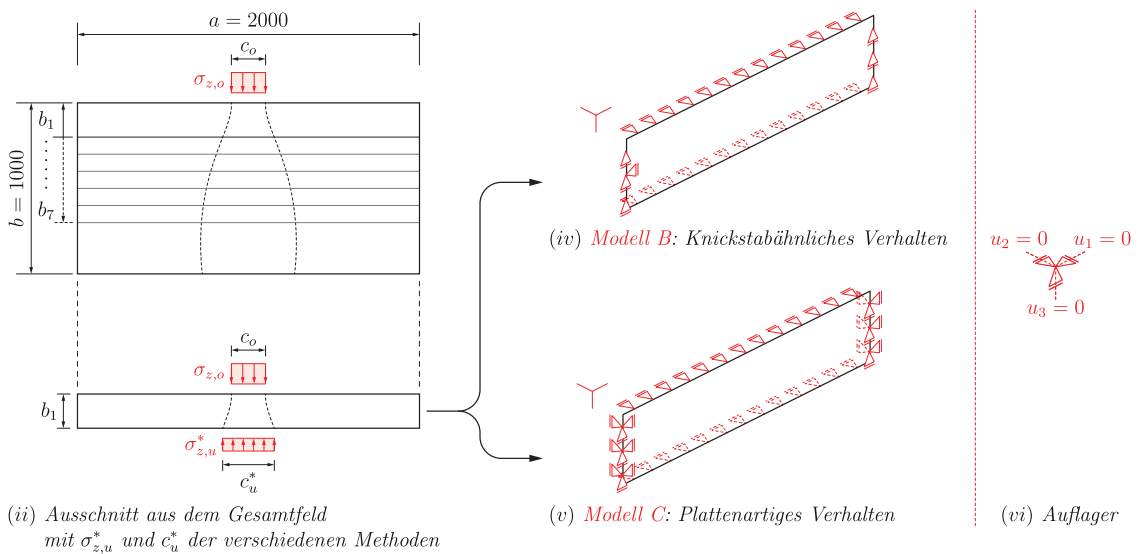 a = 2000
c_o
σ_{z,o}
b = 1000
b_1
b_7
c_o
σ_{z,o}
b_1
σ^*_{z,u}
c^*_u
(ii) Ausschnitt aus dem Gesamtfeld
mit σ^*_{z,u} und c^*_u der verschiedenen Methoden
(iv) Modell B: Knickstabähnliches Verhalten
(v) Modell C: Plattenartiges Verhalten
u_2 = 0 u_1 = 0
u_3 = 0
(vi) Auflager